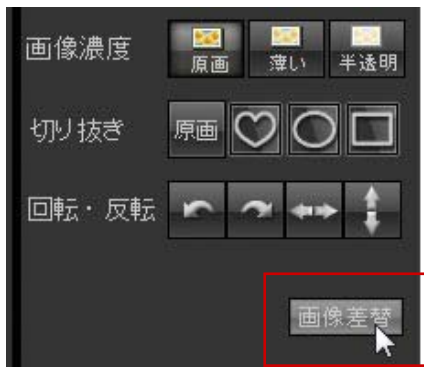 画像濃度
原画 薄い 半透明
切り抜き 原画
回転・反転
画像差替